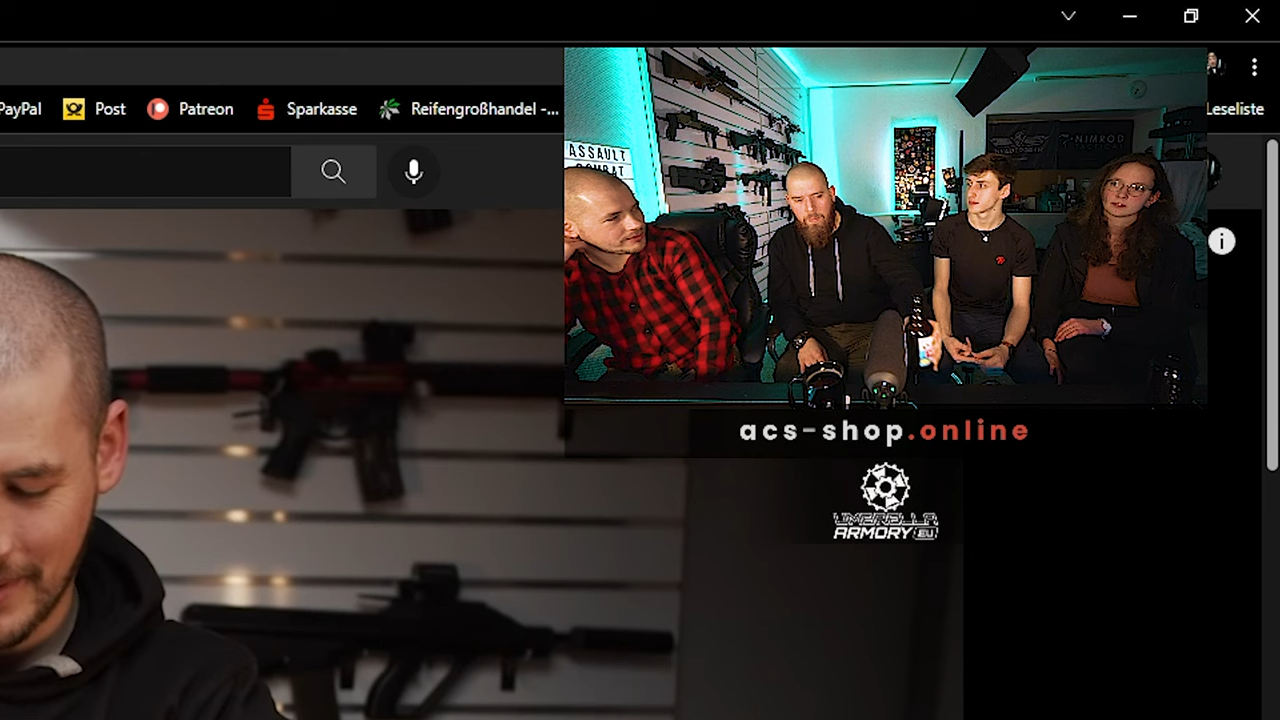 PayPal
Post
Patreon
Sparkasse
Reifengroßhandel -...
Leseliste
ASSAULT
COMBAT
NIMROD
acs-shop.online
UMBRELLA
ARMORY EU